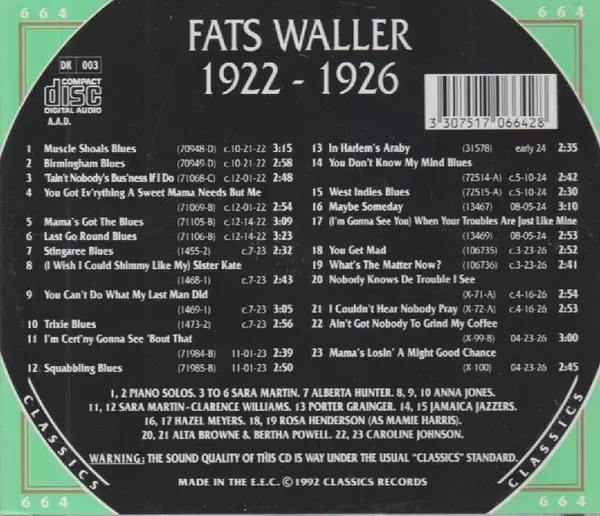 664 664
FATS WALLER
1922 - 1926
DK 003
COMPACT
disc
DIGITAL AUDIO
A.A.D.
3 307517 066428
1 Muscle Shoals Blues (70948-D) c.10-21-22 3:15
2 Birmingham Blues (70949-D) c.10-21-22 2:58
3 'Tain't Nobody's Bus'ness If I Do (71068-C) c.12-01-22 2:48
4 You Got Ev'rything A Sweet Mama Needs But Me
(71069-B) c.12-01-22 2:54
5 Mama's Got The Blues (71105-B) c.12-14-22 3:09
6 Last Go Round Blues (71106-B) c.12-14-22 3:23
7 Stingaree Blues (1455-2) c.7-23 2:32
8 (I Wish I Could Shimmy Like My) Sister Kate
(1468-1) c.7-23 2:43
9 You Can't Do What My Last Man Did
(1469-1) c.7-23 3:05
10 Trixie Blues (1473-2) c.7-23 2:56
11 I'm Cert'ny Gonna See 'Bout That
(71984-B) 11-01-23 2:39
12 Squabbling Blues (71985-B) 11-01-23 2:50
13 In Harlem's Araby (31578) early 24 2:35
14 You Don't Know My Mind Blues
(72514-A) c.5-10-24 2:42
15 West Indies Blues (72515-A) c.5-10-24 2:30
16 Maybe Someday (13467) 08-05-24 3:10
17 (I'm Gonna See You) When Your Troubles Are Just Like Mine
(13469) 08-05-24 2:53
18 You Get Mad (106735) c.3-23-26 2:52
19 What's The Matter Now? (106736) c.3-23-26 2:41
20 Nobody Knows De Trouble I See
(X-71-A) c.4-16-26 2:54
21 I Couldn't Hear Nobody Pray (X-72-A) c.4-16-26 2:53
22 Ain't Got Nobody To Grind My Coffee
(X-99-B) 04-23-26 3:00
23 Mama's Losin' A Might Good Chance
(X-100) 04-23-26 2:45
1, 2 PIANO SOLOS. 3 TO 6 SARA MARTIN. 7 ALBERTA HUNTER. 8, 9, 10 ANNA JONES.
11, 12 SARA MARTIN-CLARENCE WILLIAMS. 13 PORTER GRAINGER. 14, 15 JAMAICA JAZZERS.
16, 17 HAZEL MEYERS. 18, 19 ROSA HENDERSON (AS MAMIE HARRIS).
20, 21 ALTA BROWNE & BERTHA POWELL. 22, 23 CAROLINE JOHNSON.
WARNING: THE SOUND QUALITY OF THIS CD IS WAY UNDER THE USUAL "CLASSICS" STANDARD.
MADE IN THE E.E.C. ©1992 CLASSICS RECORDS
CLASSICS CLASSICS
664 664